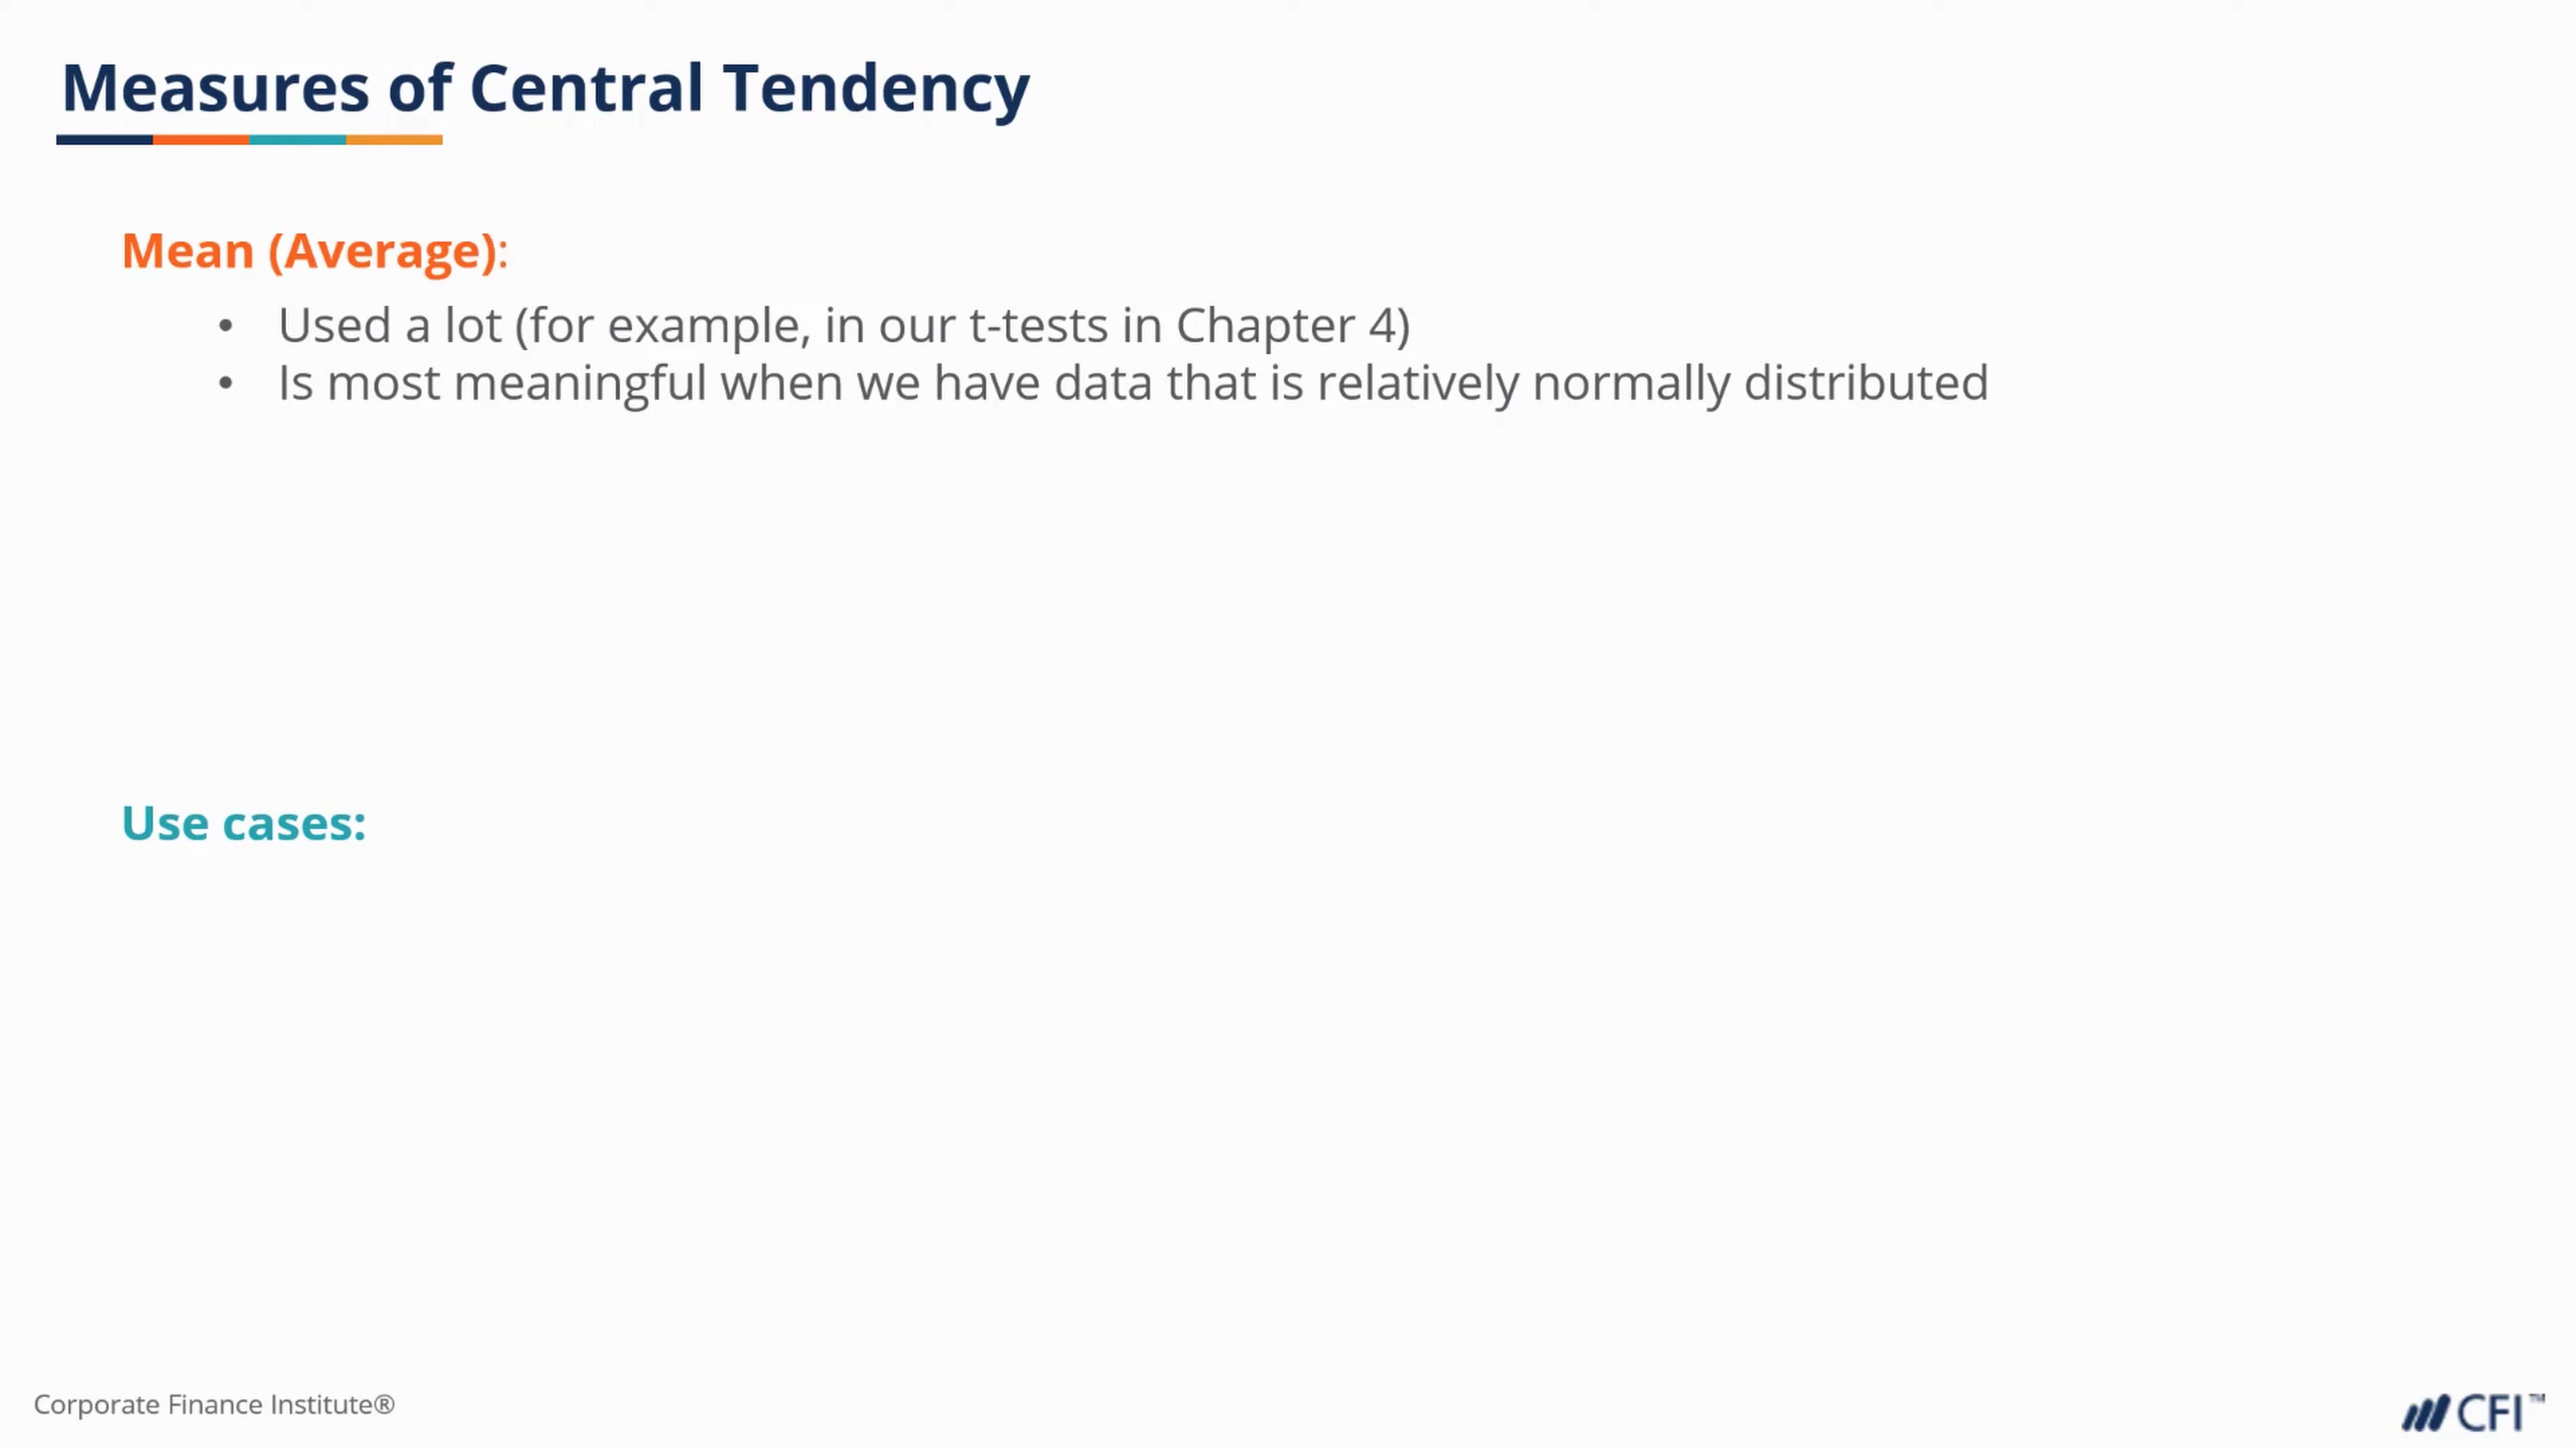 Measures of Central Tendency
Mean (Average):
• Used a lot (for example, in our t-tests in Chapter 4)
• Is most meaningful when we have data that is relatively normally distributed
Use cases:
Corporate Finance Institute®
CFI™